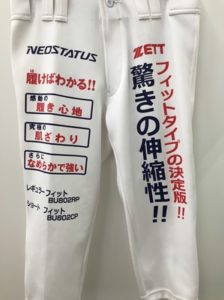 NEOSTATUS
履けばわかる!!
感動の
履き心地
究極の
肌ざわり
さらに
なめらかで強い
レギュラーフィット
BU802RP
ショートフィット
BU802CP
ZETT
フィットタイプの決定版!!
驚きの伸縮性!!